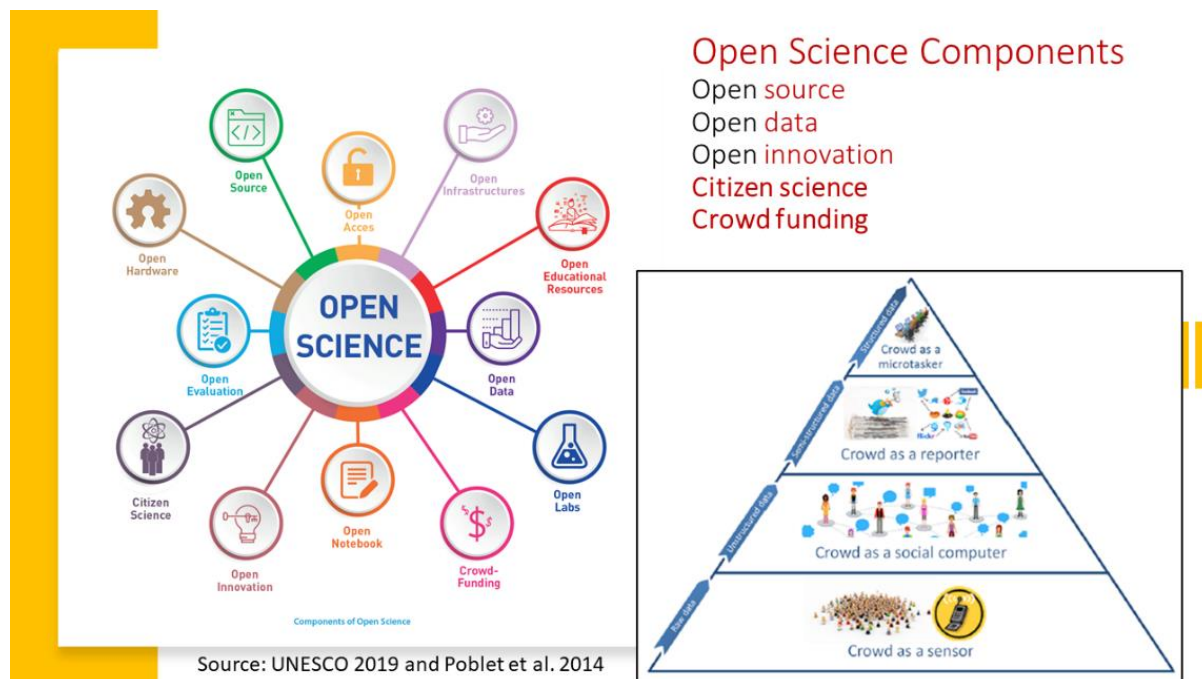 Open Science Components
Open source
Open data
Open innovation
Citizen science
Crowd funding
Open
Source
Open
Acces
Open
Infrastructures
Open
Hardware
Open
Educational
Resources
OPEN
SCIENCE
Open
Evaluation
Open
Data
Citizen
Science
Open
Labs
Open
Innovation
Open
Notebook
Crowd-
Funding
Components of Open Science
Source: UNESCO 2019 and Poblet et al. 2014
Structured data
Crowd as a
microtasker
Semi-structured data
Crowd as a reporter
Unstructured data
Crowd as a social computer
Raw data
Crowd as a sensor